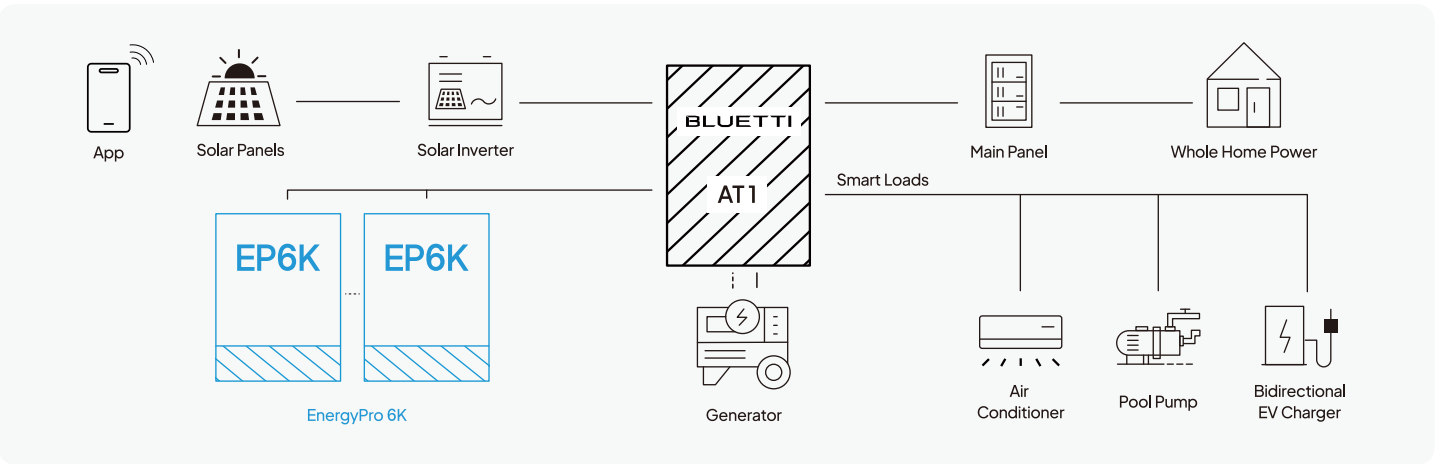 App
Solar Panels
Solar Inverter
BLUETTI
AT1
Main Panel
Whole Home Power
Smart Loads
EP6K
EP6K
EnergyPro 6K
Generator
Air
Conditioner
Pool Pump
Bidirectional
EV Charger